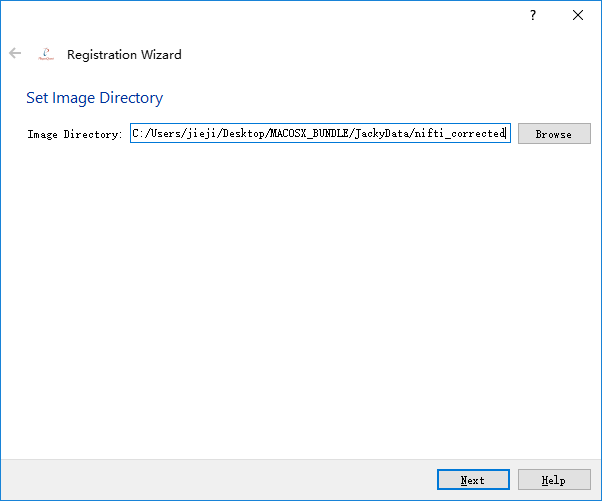 ?
Registration Wizard
Set Image Directory
Image Directory: C:/Users/jieji/Desktop/MACOSX_BUNDLE/JackyData/nifti_corrected Browse
Next Help